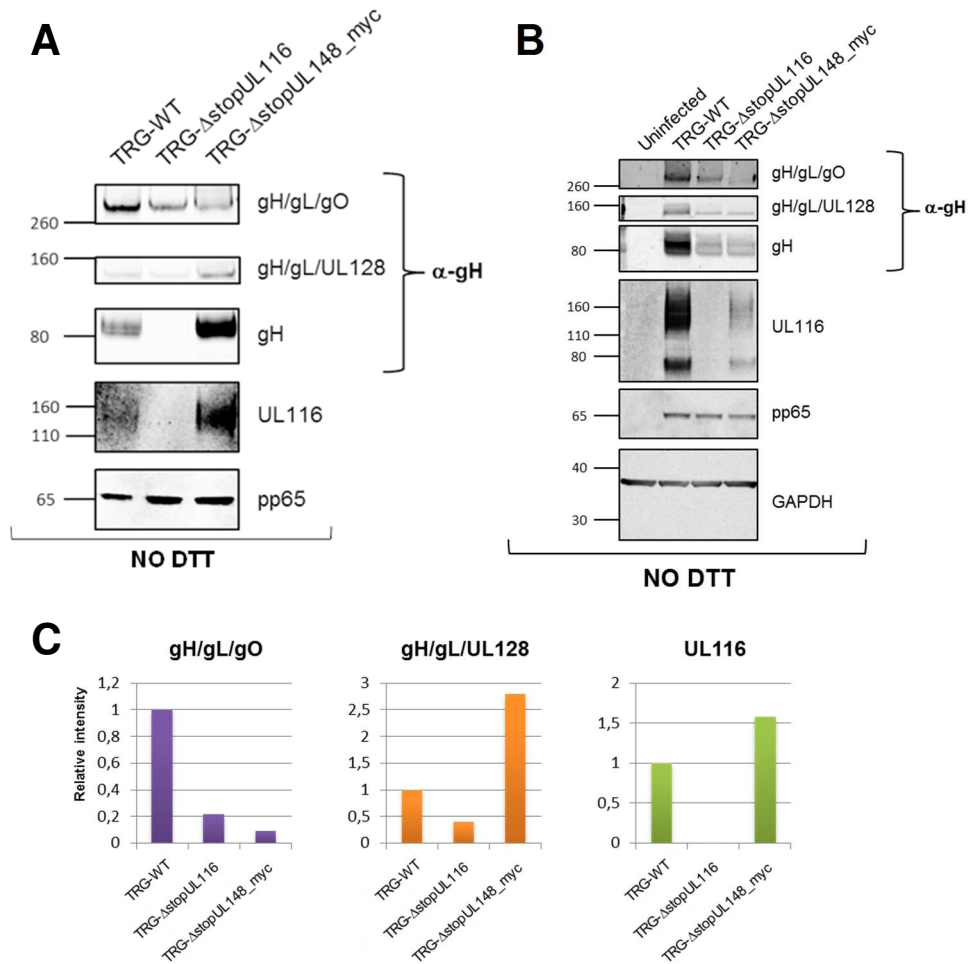 A
TRG-WT
TRG-ΔstopUL116
TRG-ΔstopUL148_myc
gH/gL/gO
260
160
gH/gL/UL128
α-gH
80
gH
160
UL116
110
65
pp65
NO DTT
B
Uninfected
TRG-WT
TRG-ΔstopUL116
TRG-ΔstopUL148_myc
gH/gL/gO
260
160
gH/gL/UL128
α-gH
80
gH
160
UL116
110
80
65
pp65
40
GAPDH
30
NO DTT
C
gH/gL/gO
Relative intensity
1,2
1
0,8
0,6
0,4
0,2
0
TRG-WT
TRG-ΔstopUL116
TRG-ΔstopUL148_myc
gH/gL/UL128
3
2,5
2
1,5
1
0,5
0
TRG-WT
TRG-ΔstopUL116
TRG-ΔstopUL148_myc
UL116
2
1,5
1
0,5
0
TRG-WT
TRG-ΔstopUL116
TRG-ΔstopUL148_myc